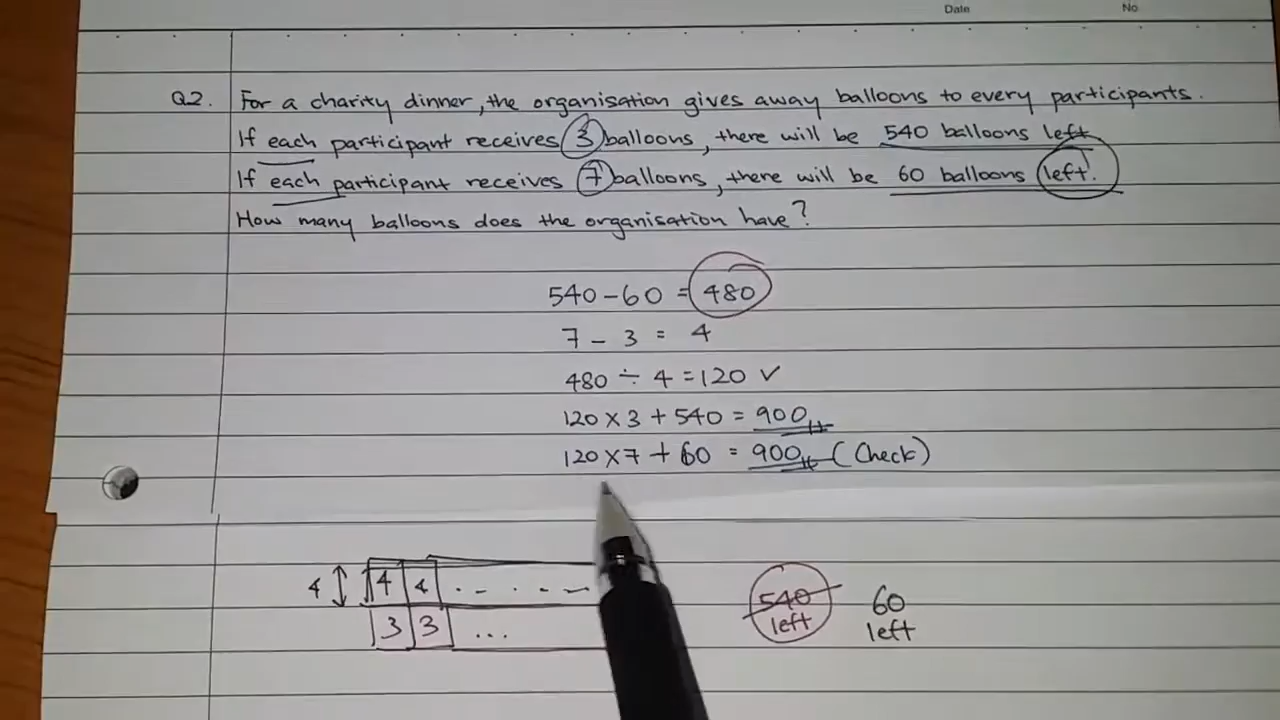 Date No
Q2. For a charity dinner, the organisation gives away balloons to every participants.
If each participant receives 3 balloons, there will be 540 balloons left
If each participant receives 7 balloons, there will be 60 balloons left.
How many balloons does the organisation have?
540 - 60 = 480
7 - 3 = 4
480 ÷ 4 = 120 ✓
120 x 3 + 540 = 900
120 x 7 + 60 = 900 (Check)
4 4 4 . - . - -
3 3 ...
540 left
60 left